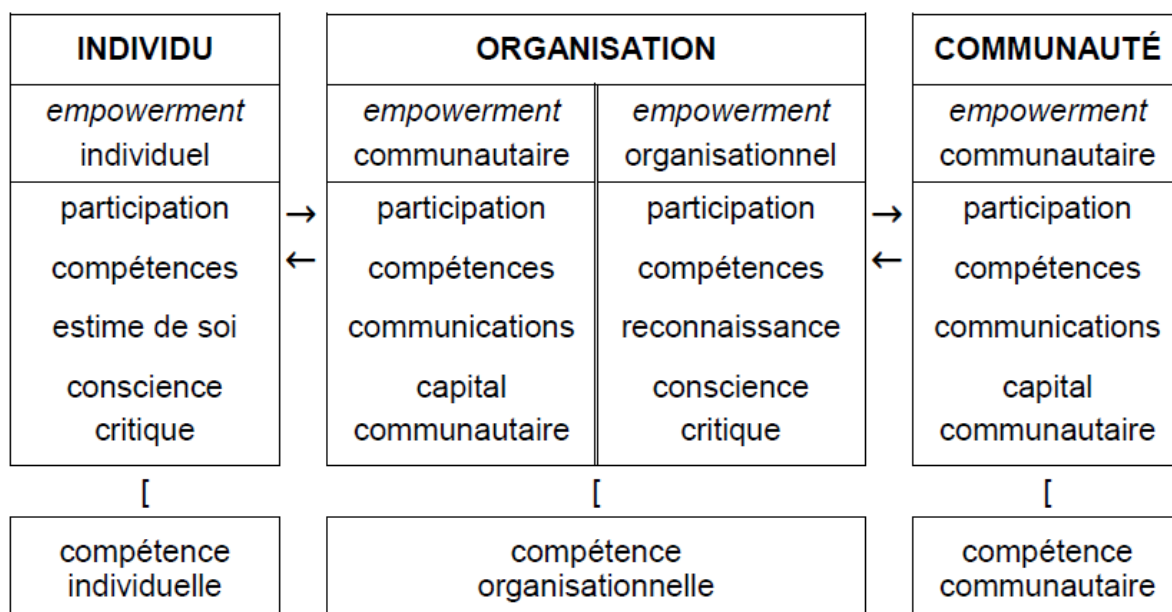 INDIVIDU ORGANISATION COMMUNAUTÉ
empowerment empowerment empowerment empowerment
individuel communautaire organisationnel communautaire
participation → participation participation → participation
compétences ← compétences compétences ← compétences
estime de soi communications reconnaissance communications
conscience capital conscience capital
critique communautaire critique communautaire
[ [ [
compétence compétence compétence
individuelle organisationnelle communautaire